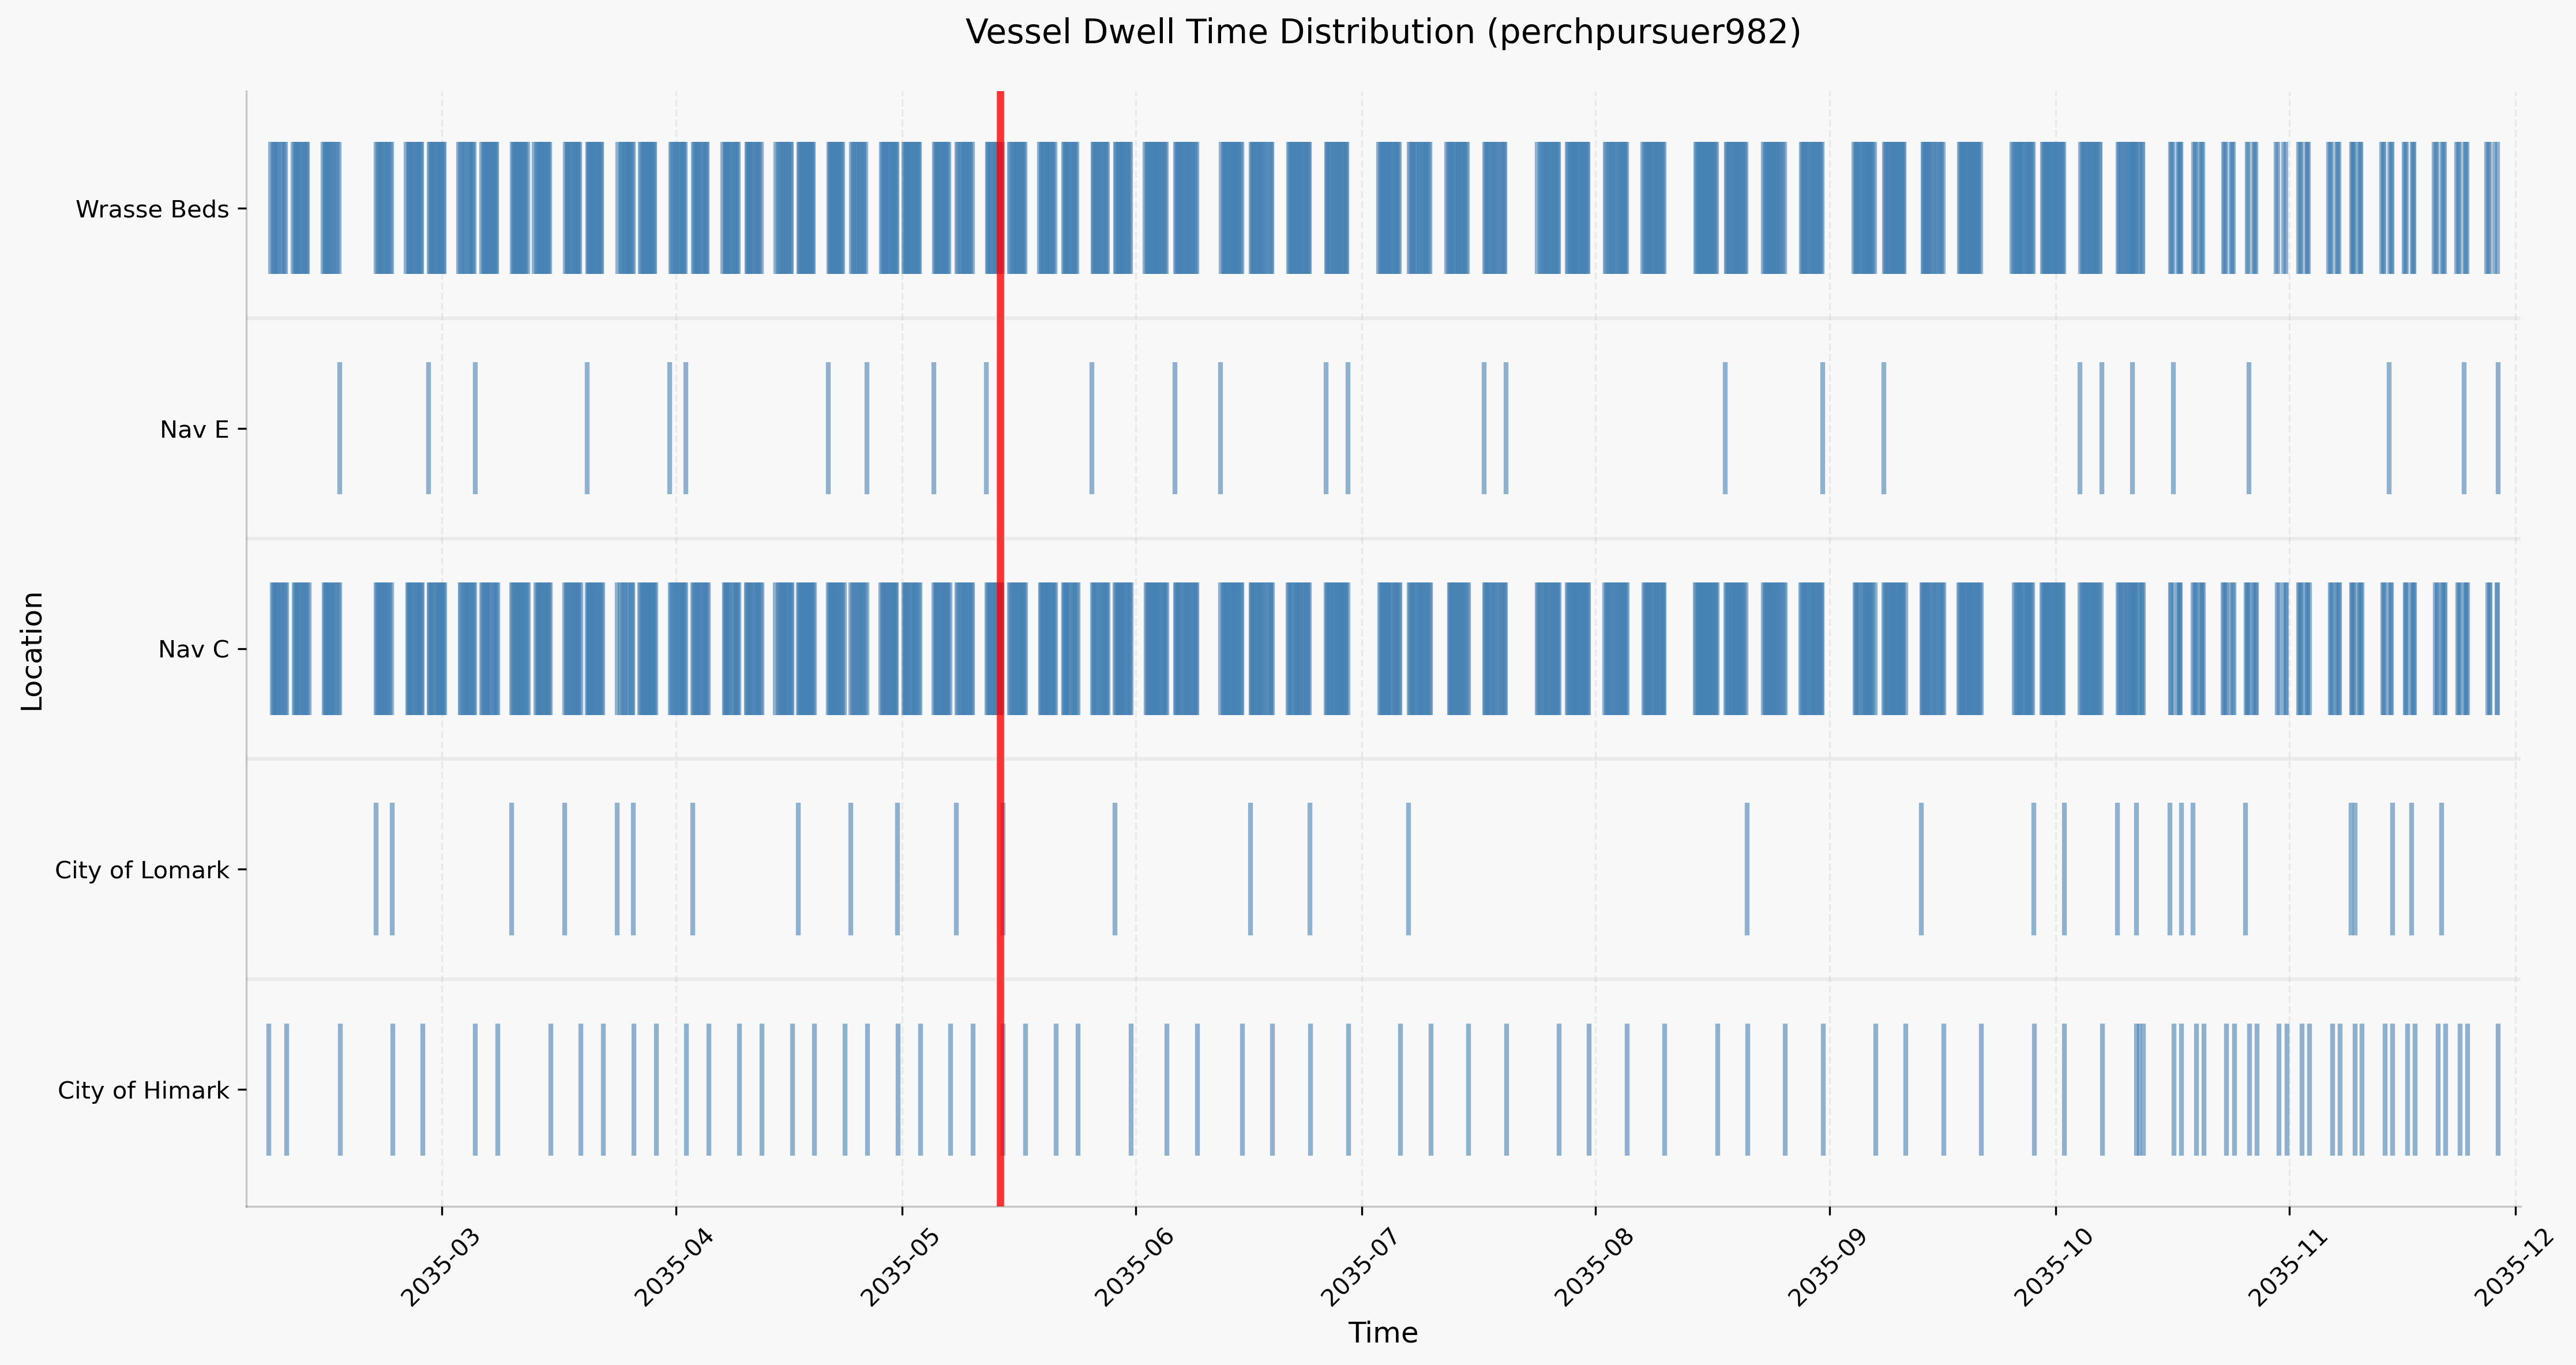 Vessel Dwell Time Distribution (perchpursuer982)
Location
Wrasse Beds
Nav E
Nav C
City of Lomark
City of Himark
2035-03
2035-04
2035-05
2035-06
2035-07
2035-08
2035-09
2035-10
2035-11
2035-12
Time